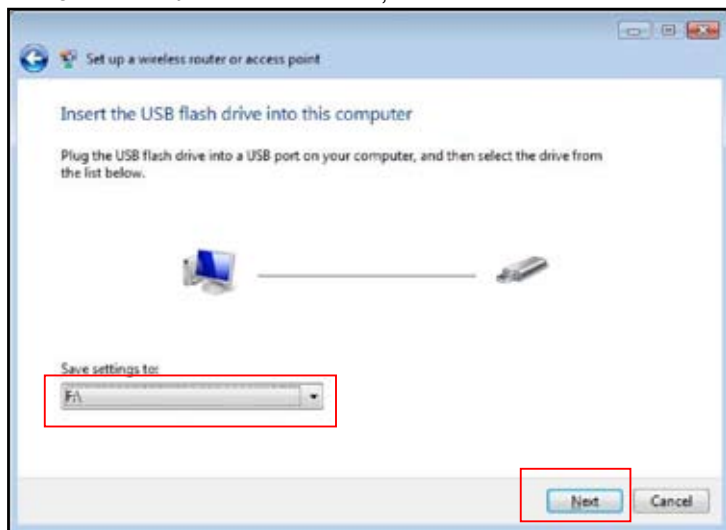 Set up a wireless router or access point
Insert the USB flash drive into this computer
Plug the USB flash drive into a USB port on your computer, and then select the drive from
the list below.
Save settings to:
F:\
Next
Cancel